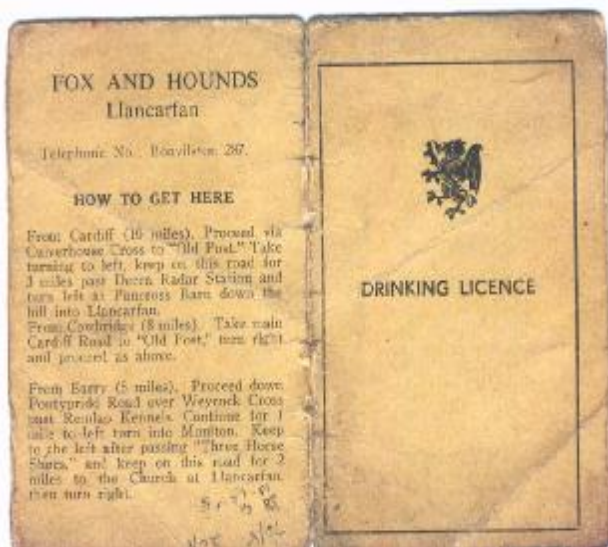 FOX AND HOUNDS
Llancarfan
Telephone No. Bonvilston 287.
HOW TO GET HERE
From Cardiff (10 miles). Proceed via
Culverhouse Cross to "Old Post." Take
turning to left, keep on this road for
3 miles past Radar Station and
turn left at Pancross Barn down the
hill into Llancarfan.
From Cowbridge (8 miles). Take main
Cardiff Road to "Old Post," turn right
and proceed as above.
From Barry (5 miles). Proceed down
Pontypridd Road over Weycock Cross
past Kennels. Continue for 1
mile to left turn into Moulton. Keep
to the left after passing "Three Horse
Shoes," and keep on this road for 2
miles to the Church at Llancarfan,
then turn right.
DRINKING LICENCE